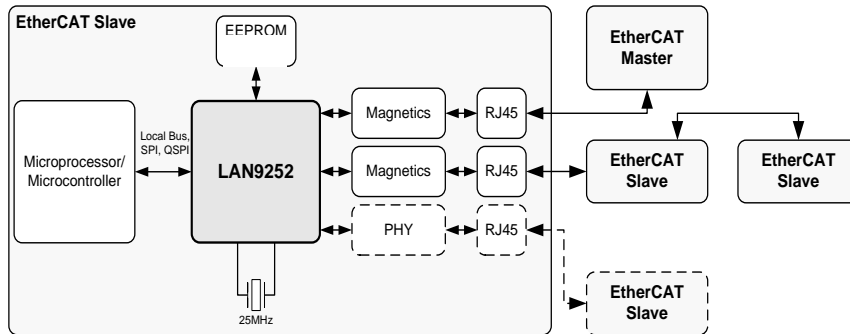 EtherCAT Slave
EEPROM
EtherCAT
Master
Magnetics
RJ45
Local Bus,
SPI, QSPI
Microprocessor/
Microcontroller
LAN9252
Magnetics
RJ45
EtherCAT
Slave
EtherCAT
Slave
PHY
RJ45
25MHz
EtherCAT
Slave